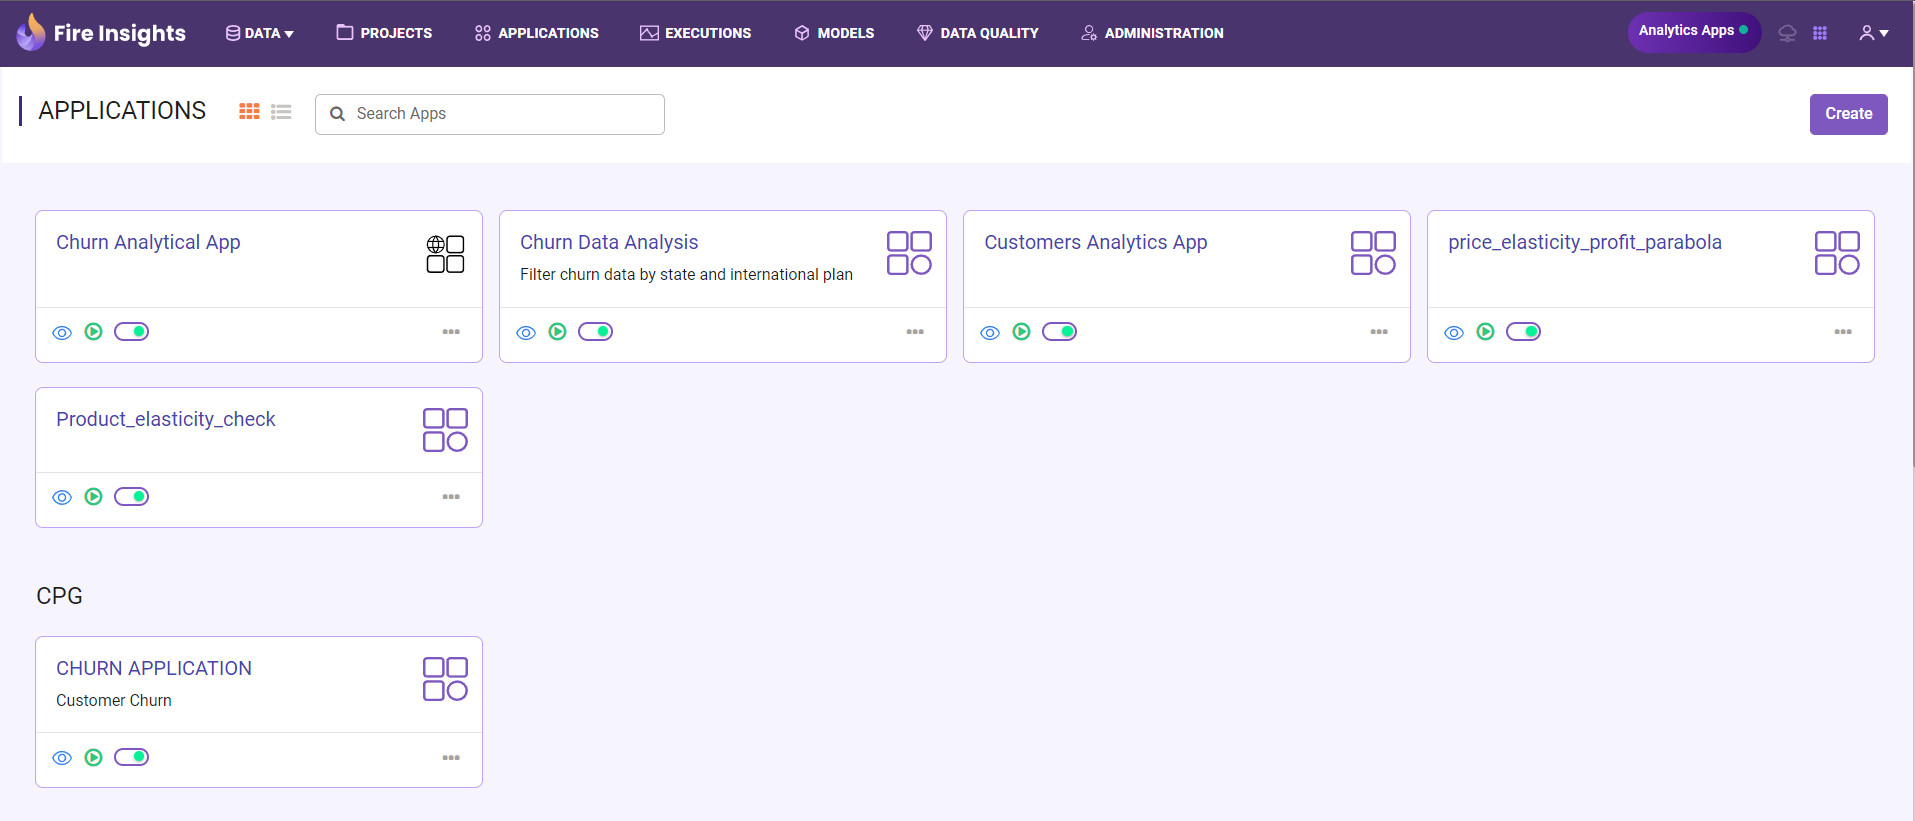 Fire Insights DATA PROJECTS APPLICATIONS EXECUTIONS MODELS DATA QUALITY ADMINISTRATION Analytics Apps
APPLICATIONS Search Apps Create
Churn Analytical App
Churn Data Analysis
Filter churn data by state and international plan
Customers Analytics App
price_elasticity_profit_parabola
Product_elasticity_check
CPG
CHURN APPLICATION
Customer Churn